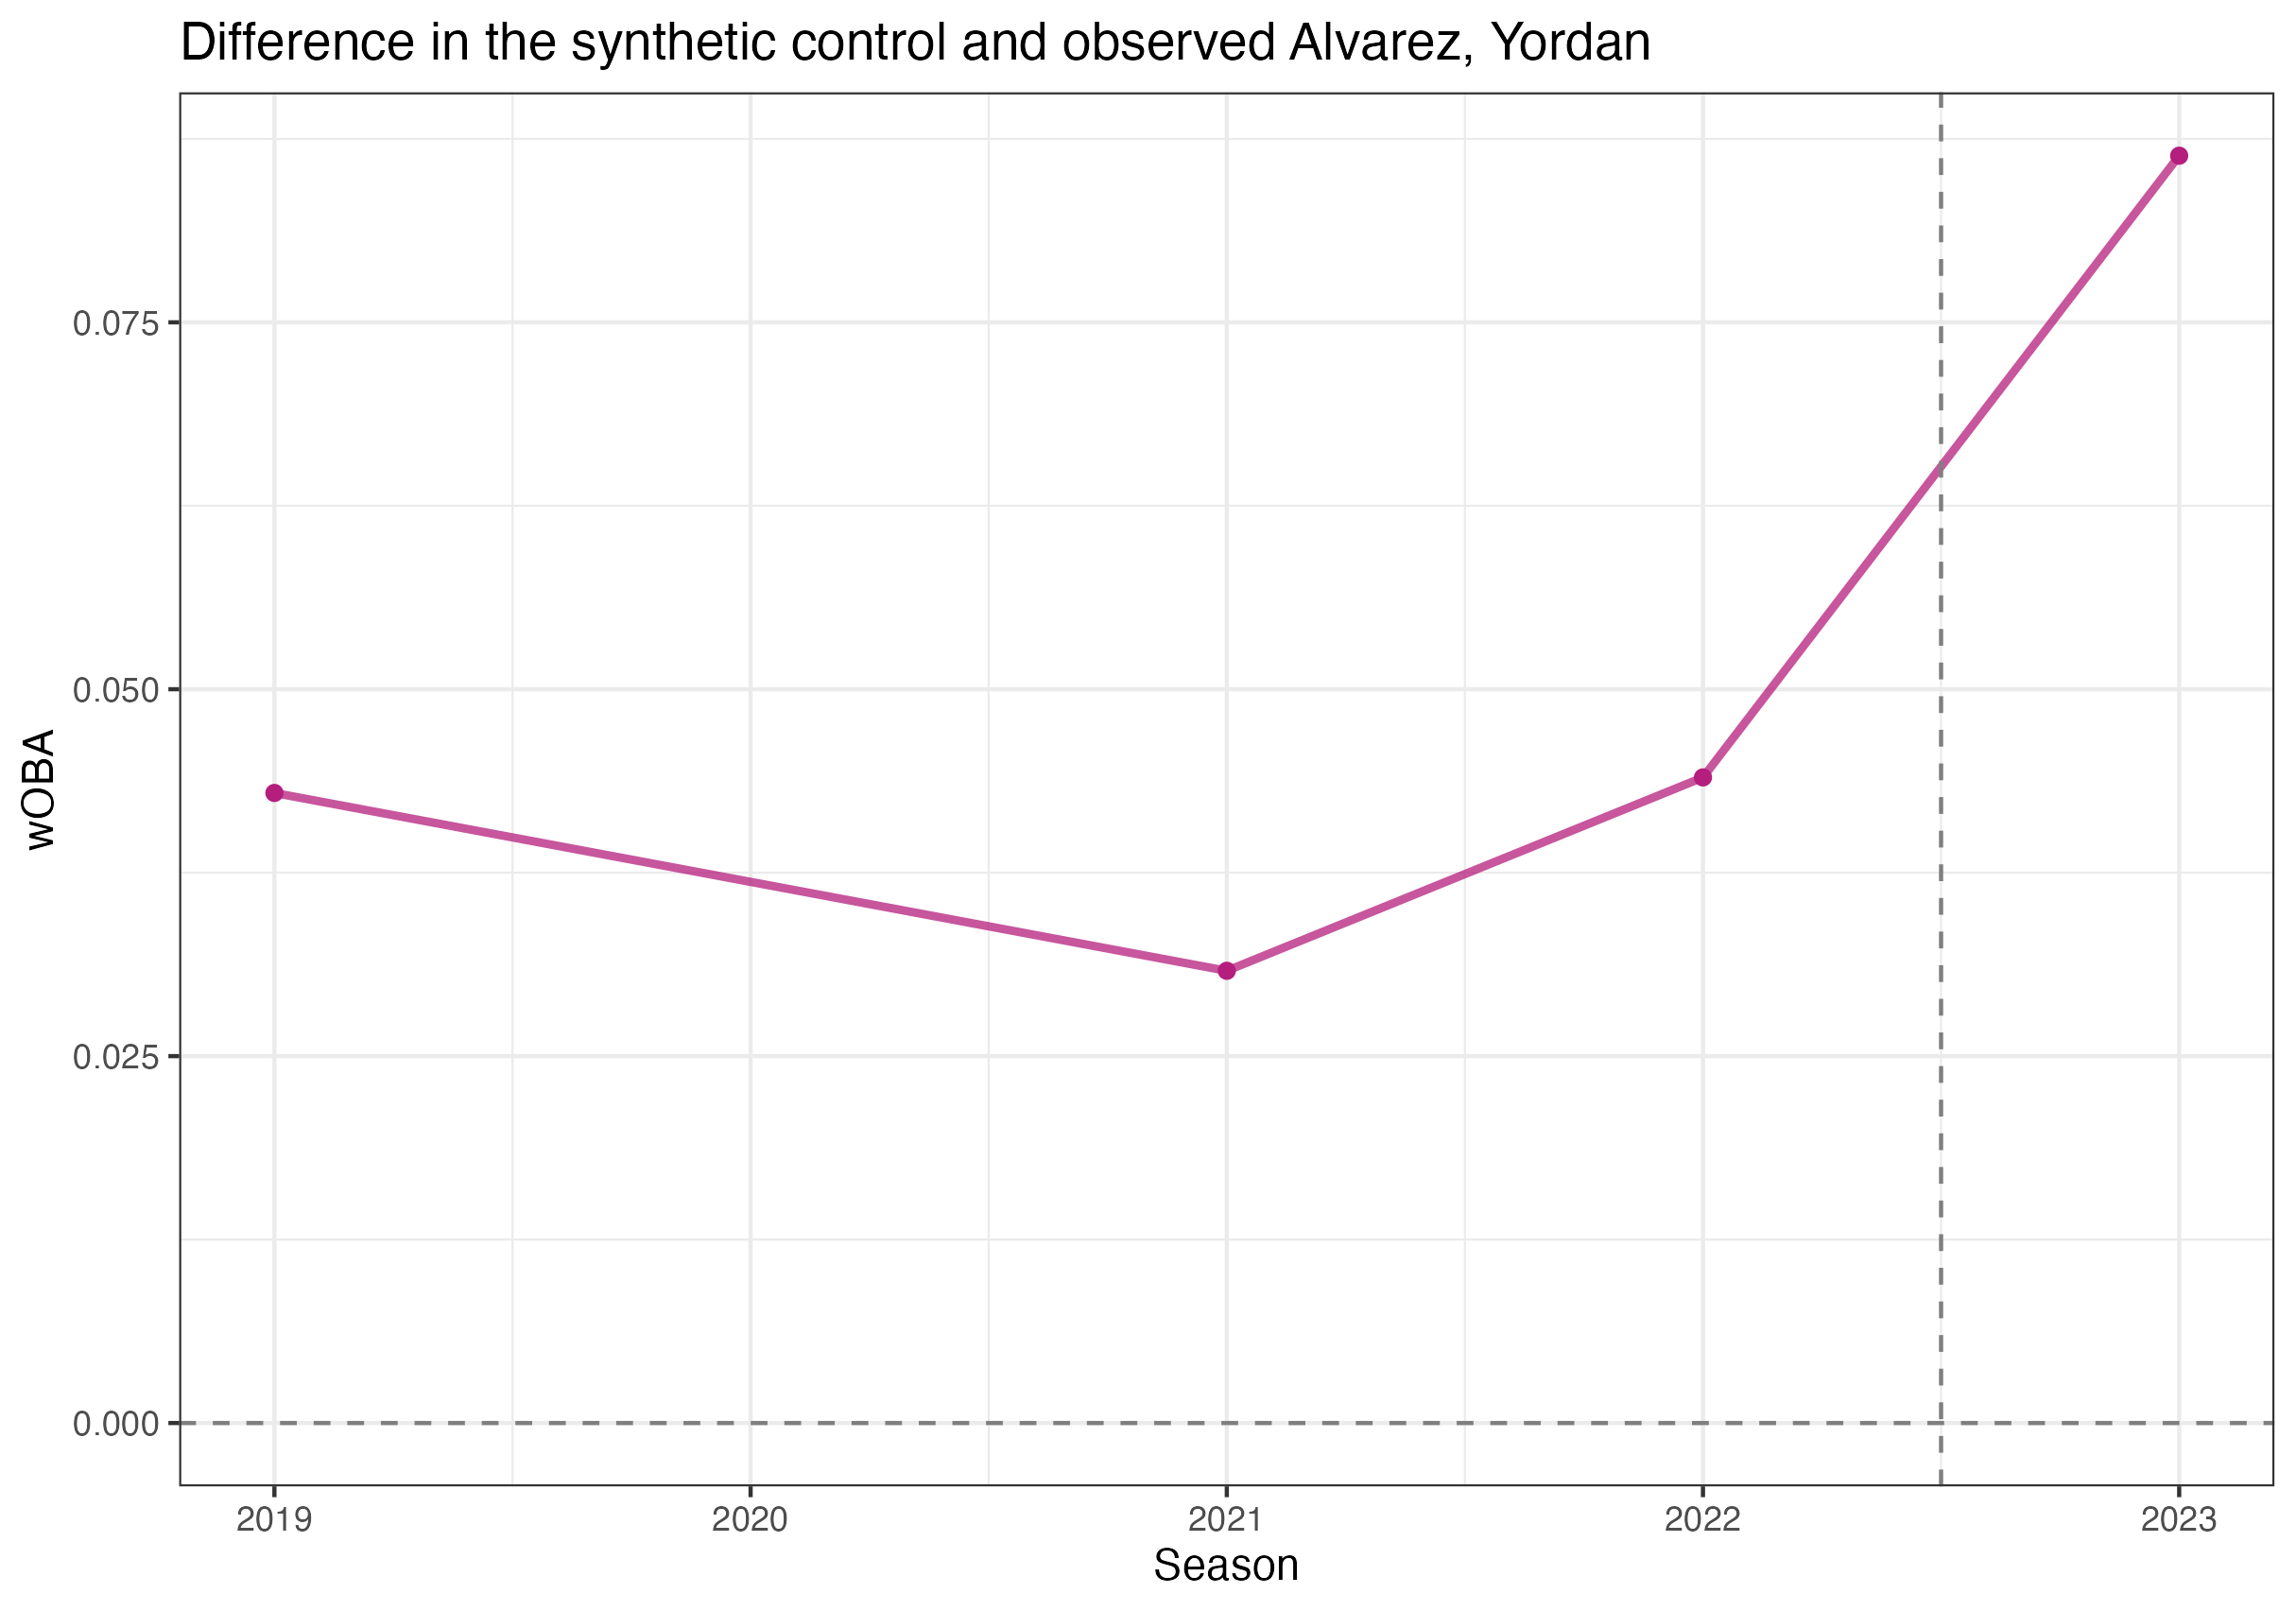 Difference in the synthetic control and observed Alvarez, Yordan
wOBA
0.075
0.050
0.025
0.000
2019 2020 2021 2022 2023
Season